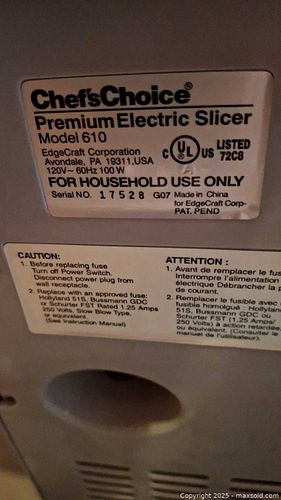 Chef'sChoice®
Premium Electric Slicer
Model 610
EdgeCraft Corporation
Avondale, PA 19311,USA
120V~ 60Hz 100 W
C UL US LISTED
72C8
FOR HOUSEHOLD USE ONLY
Serial NO. 17528 G07 Made in China
for EdgeCraft Corp-
PAT. PEND
CAUTION:
1. Before replacing fuse
Turn off Power Switch.
Disconnect power plug from
wall receptacle.
2. Replace with an approved fuse:
Hollyland 51S, Bussmann GDC
or Schurter FST Rated 1.25 Amps
250 Volts, Slow Blow Type,
or equivalent.
(See Instruction Manual)
ATTENTION :
1. Avant de remplacer le fus
Interrompre l'alimentation
électrique Débrancher la
de courant.
2. Remplacer le fusible avec
fusible homolgué : Hollyland
51S, Bussmann GDC ou
Schurter FST (1.25 Amps/
250 Volts) à action retardée,
ou équivalent. (Consulter le
manuel de l'utilisateur).
Copyright 2025 - maxsold.com